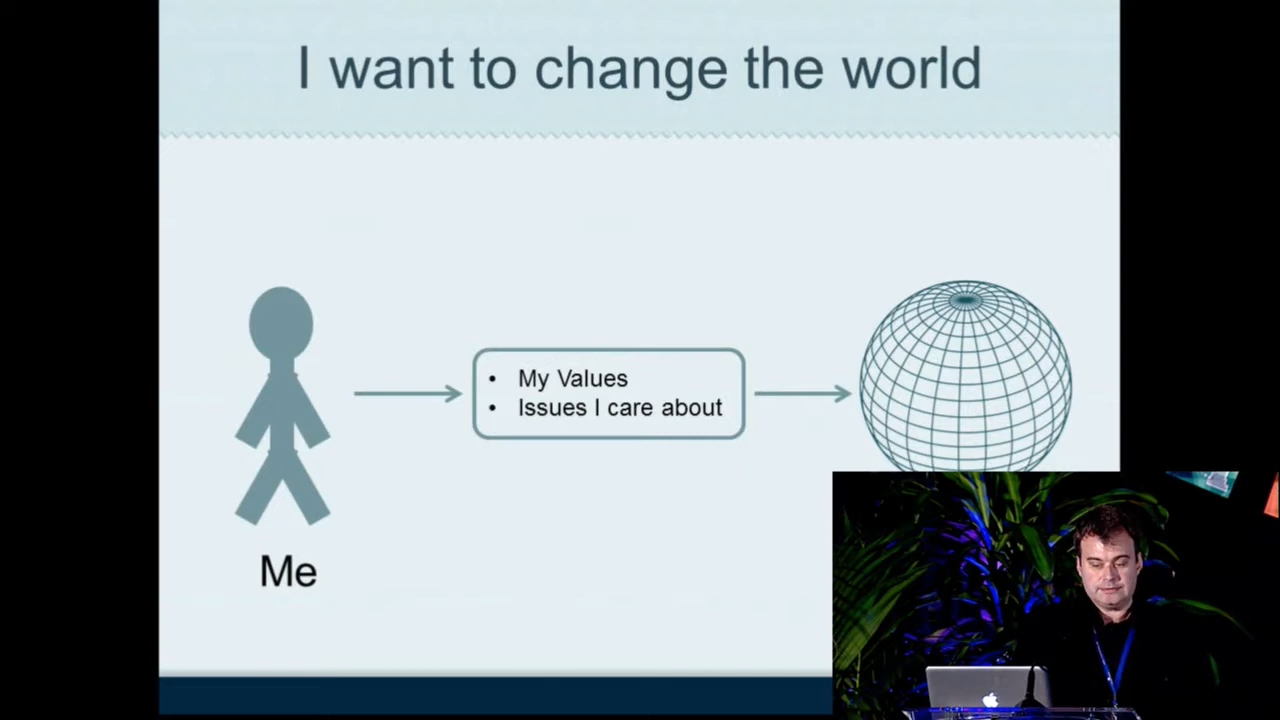 I want to change the world
• My Values
• Issues I care about
Me